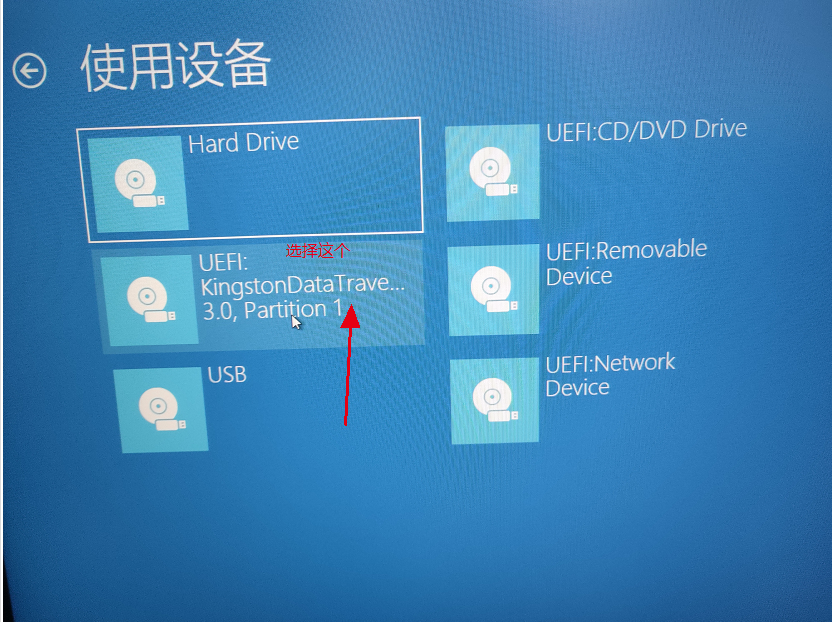 使用设备
Hard Drive
UEFI:CD/DVD Drive
选择这个
UEFI:
KingstonDataTrave...
3.0, Partition 1
UEFI:Removable
Device
USB
UEFI:Network
Device